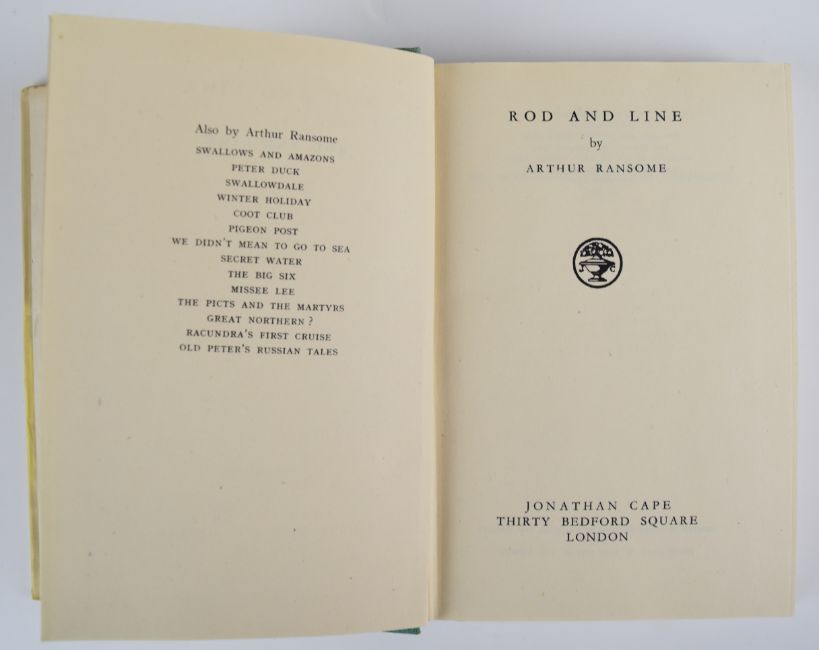 Also by Arthur Ransome
SWALLOWS AND AMAZONS
PETER DUCK
SWALLOWDALE
WINTER HOLIDAY
COOT CLUB
PIGEON POST
WE DIDN'T MEAN TO GO TO SEA
SECRET WATER
THE BIG SIX
MISSEE LEE
THE PICTS AND THE MARTYRS
GREAT NORTHERN?
RACUNDRA'S FIRST CRUISE
OLD PETER'S RUSSIAN TALES
ROD AND LINE
by
ARTHUR RANSOME
JONATHAN CAPE
THIRTY BEDFORD SQUARE
LONDON